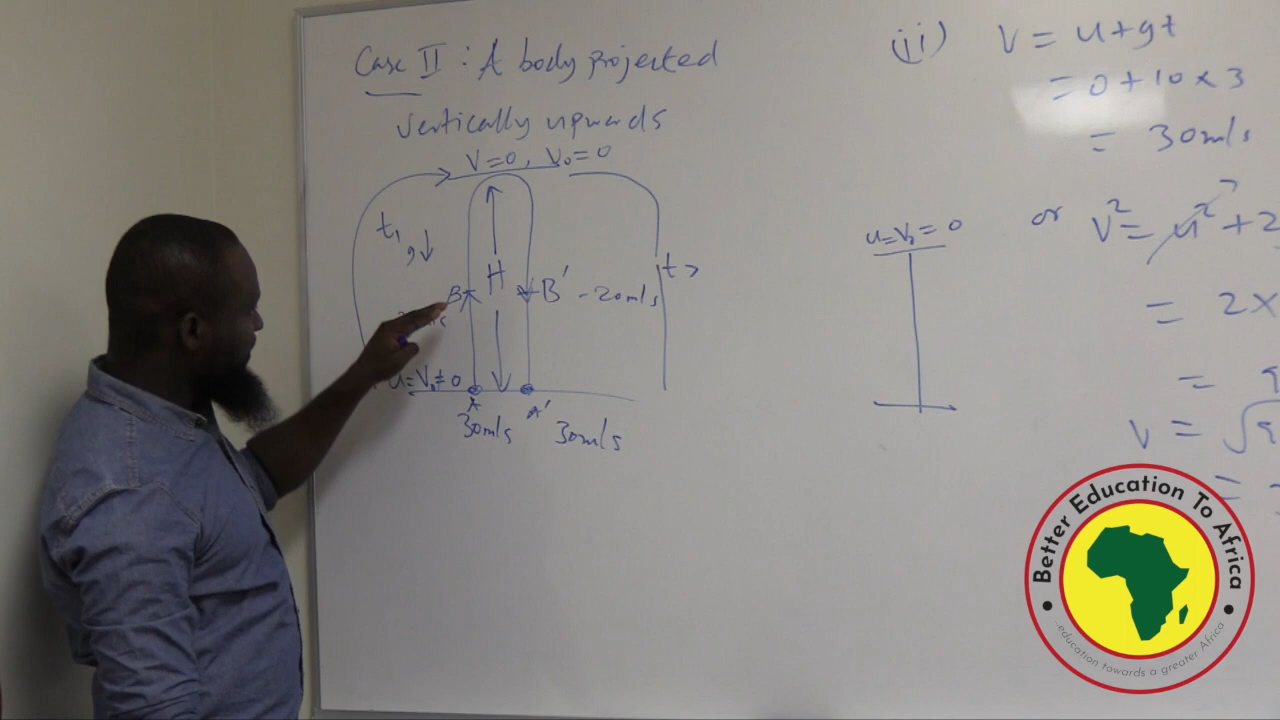 Case II : A body projected
vertically upwards
V=0, V₀=0
t₁
g↓
H
B
B' -20m/s
t₂
u=V₀≠0
A
A'
30m/s
30m/s
u=V₀=0
(ii) V = u+gt
= 0+10×3
= 30m/s
or V² = u² + 2
= 2×
= 9
V = √9
=
Better Education To Africa
education towards a greater Africa